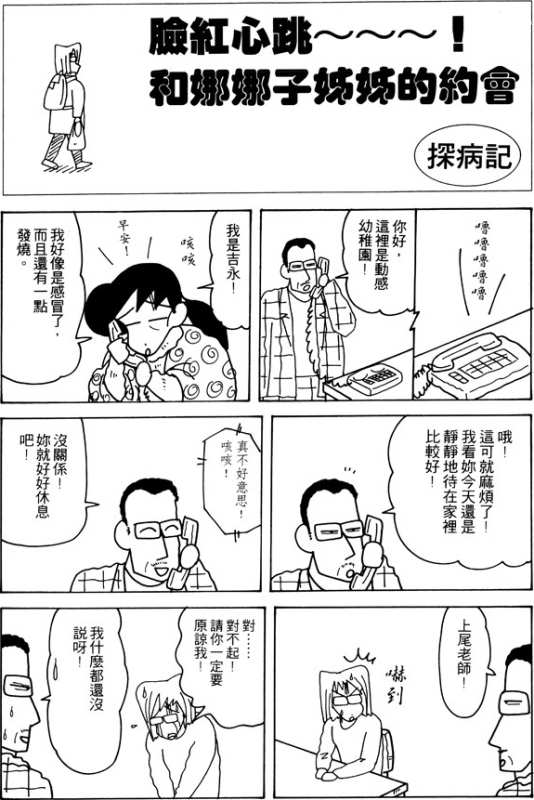 臉紅心跳～～～！
和娜娜子姊姊的約會
探病記
嚕嚕嚕嚕嚕
你好，
這裡是動感
幼稚園！
我是吉永！
咳咳
早安！
我好像是感冒了，
而且還有一點
發燒。
哦！
這可就麻煩了！
我看妳今天還是
靜靜地待在家裡
比較好！
真不好意思！
咳咳！
沒關係！
妳就好好休息
吧！
上尾老師！
嚇到
對……
對不起！
請你一定要
原諒我！
我什麼都還沒
說呀！